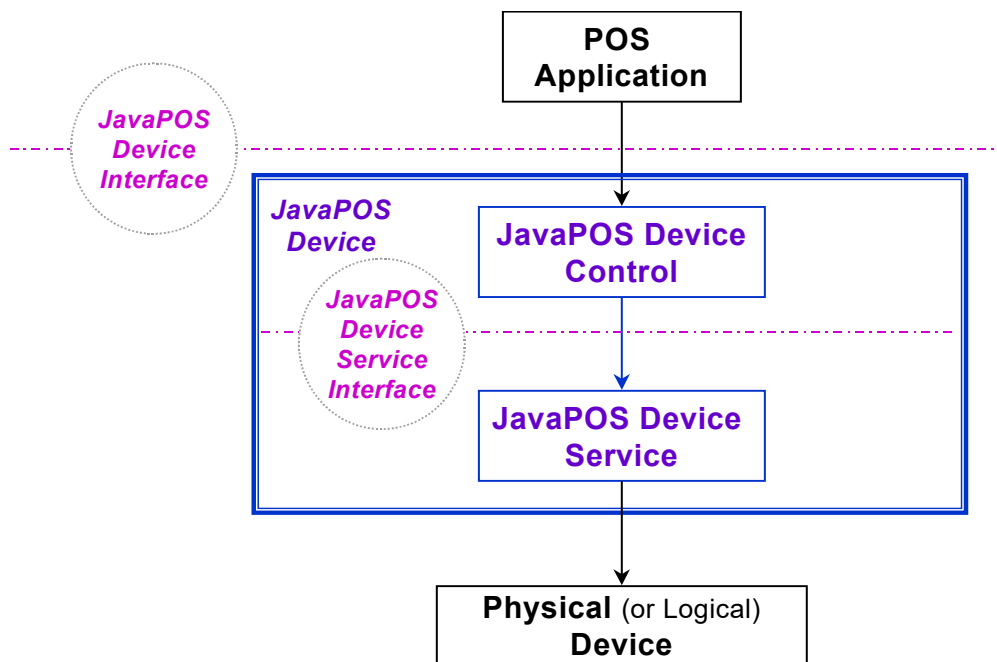 POS
Application
JavaPOS
Device
Interface
JavaPOS
Device
JavaPOS Device
Control
JavaPOS
Device
Service
Interface
JavaPOS Device
Service
Physical (or Logical)
Device